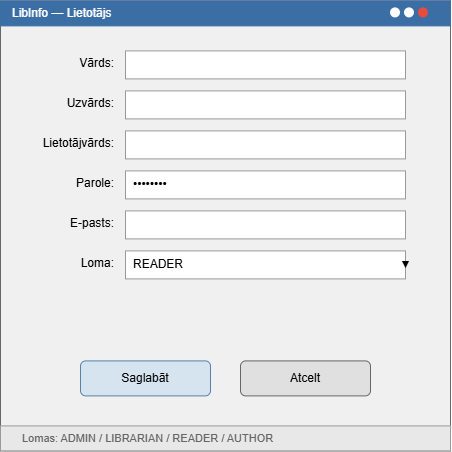 LibInfo — Lietotājs
Vārds:
Uzvārds:
Lietotājvārds:
Parole: ••••••••
E-pasts:
Loma: READER ▼
Saglabāt Atcelt
Lomas: ADMIN / LIBRARIAN / READER / AUTHOR